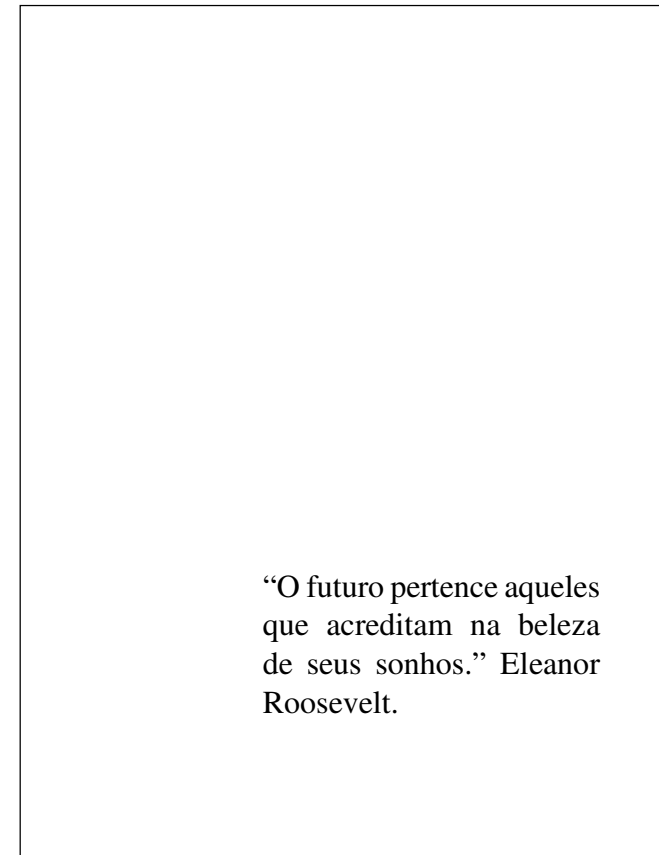 “O futuro pertence aqueles
que acreditam na beleza
de seus sonhos.” Eleanor
Roosevelt.